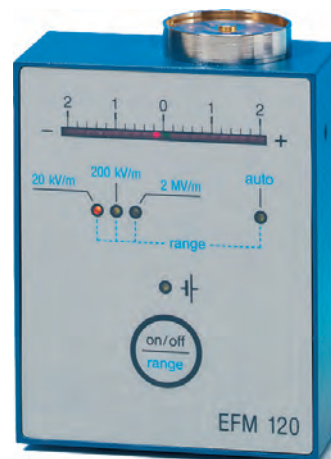 2 1 0 1 2
- +
20 kV/m 200 kV/m 2 MV/m auto
range
on/off
range
EFM 120